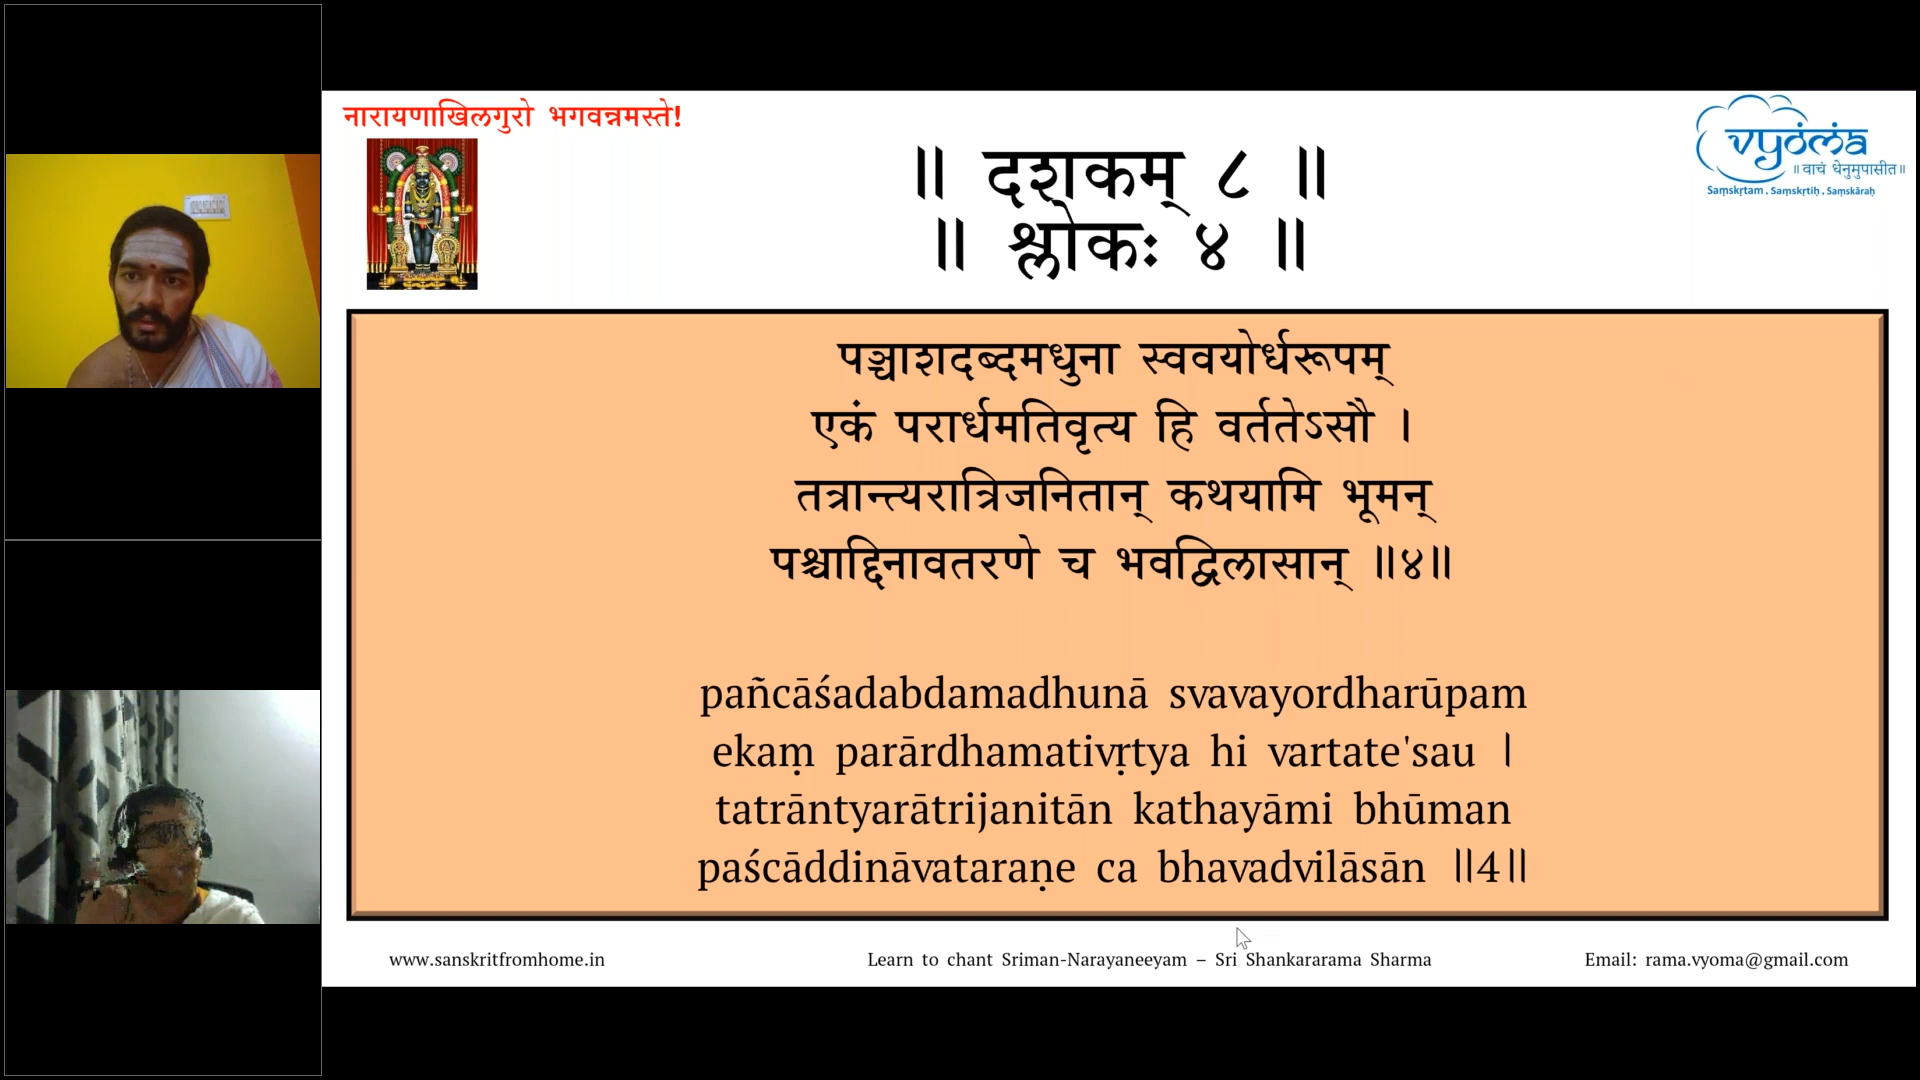 नारायणाखिलगुरो भगवन्नमस्ते!
॥ दशकम् ८ ॥
॥ श्लोकः ४ ॥
vyoma
॥वाचं धेनुमुपासीत॥
Saṃskṛtam . Saṃskṛtiḥ . Saṃskāraḥ
पञ्चाशदब्दमधुना स्ववयोर्धरूपम्
एकं परार्धमतिवृत्य हि वर्ततेऽसौ ।
तत्रान्त्यरात्रिजनितान् कथयामि भूमन्
पश्चाद्दिनावतरणे च भवद्विलासान् ॥४॥
pañcāśadabdamadhunā svavayordharūpam
ekaṃ parārdhamativṛtya hi vartate'sau ।
tatrāntyarātrijanitān kathayāmi bhūman
paścāddināvataraṇe ca bhavadvilāsān ॥4॥
www.sanskritfromhome.in
Learn to chant Sriman-Narayaneeyam – Sri Shankararama Sharma
Email: rama.vyoma@gmail.com